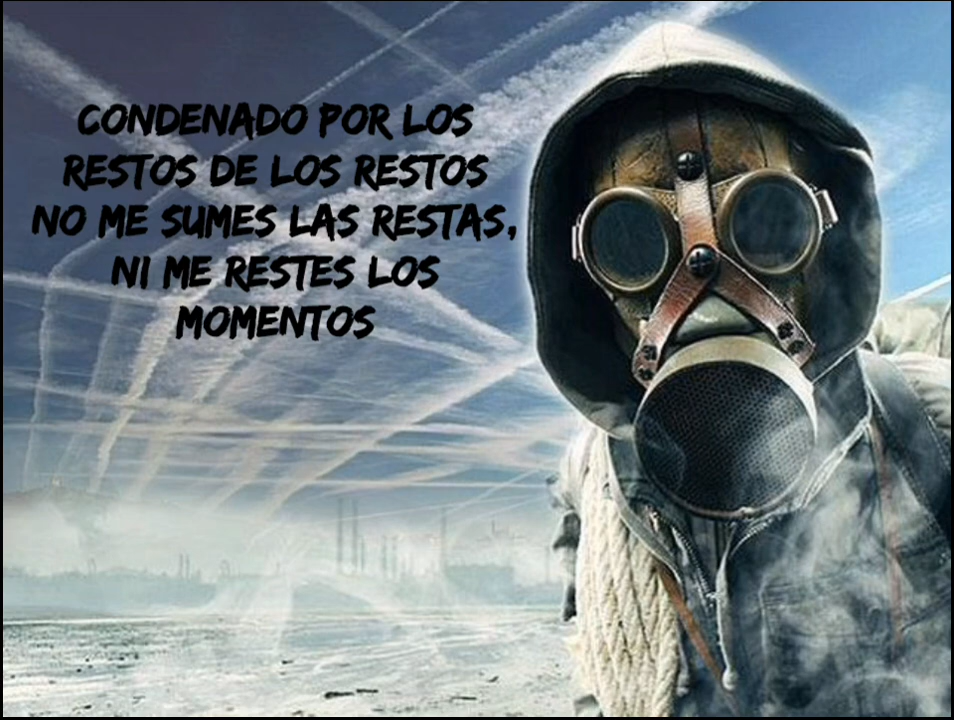 CONDENADO POR LOS
RESTOS DE LOS RESTOS
NO ME SUMES LAS RESTAS,
NI ME RESTES LOS
MOMENTOS